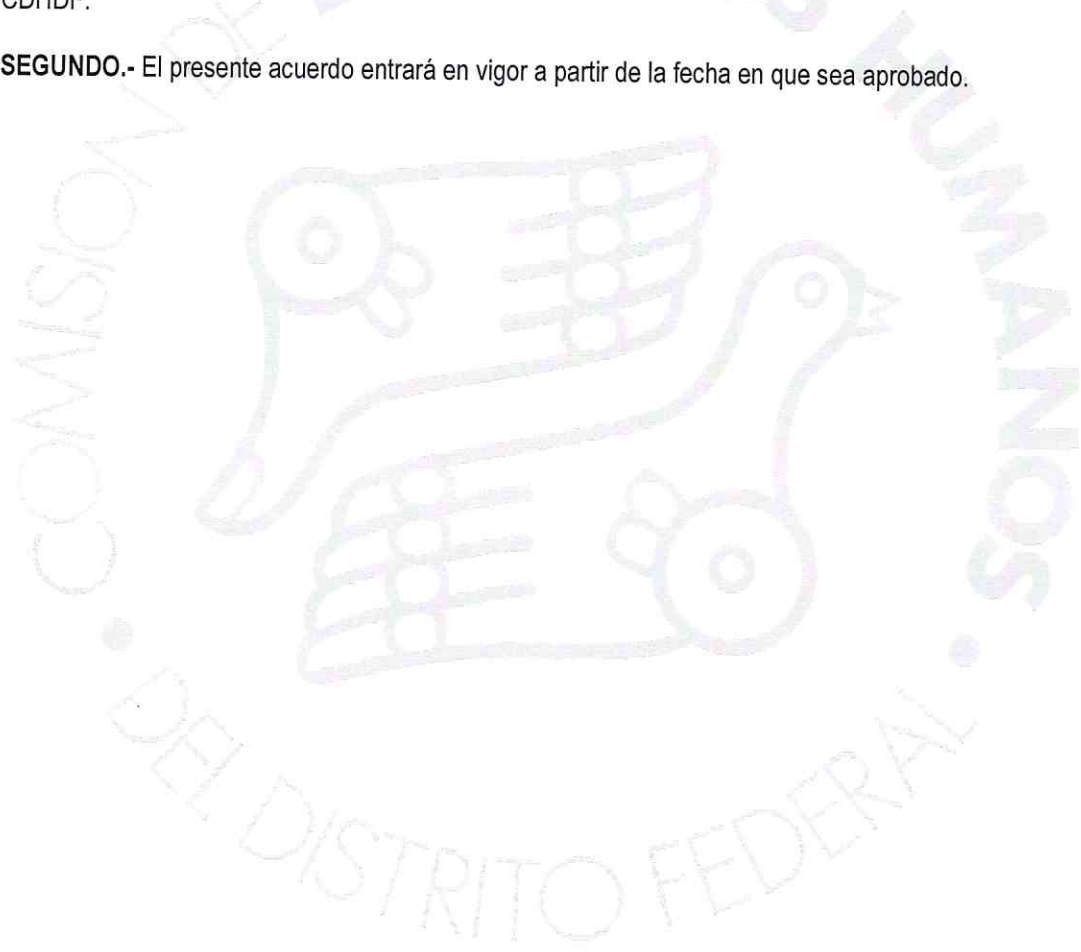 CDHDF.
SEGUNDO.- El presente acuerdo entrará en vigor a partir de la fecha en que sea aprobado.
COMISION DE
HUMANOS
• DEL DISTRITO FEDERAL •